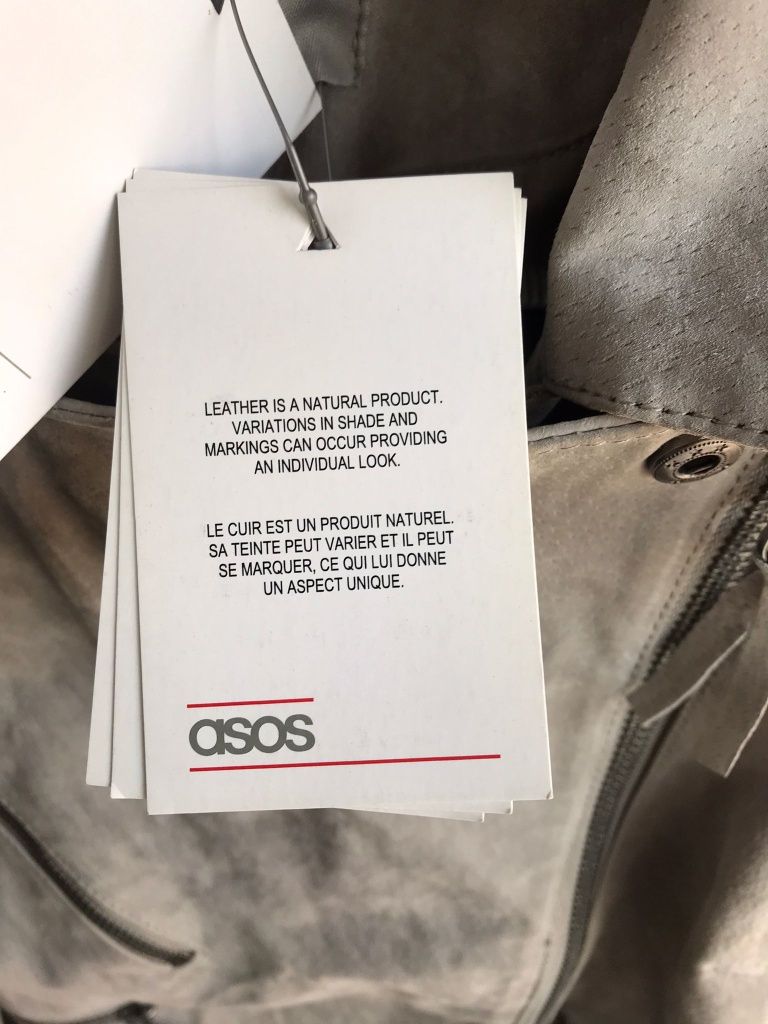 LEATHER IS A NATURAL PRODUCT.
VARIATIONS IN SHADE AND
MARKINGS CAN OCCUR PROVIDING
AN INDIVIDUAL LOOK.
LE CUIR EST UN PRODUIT NATUREL.
SA TEINTE PEUT VARIER ET IL PEUT
SE MARQUER, CE QUI LUI DONNE
UN ASPECT UNIQUE.
asos